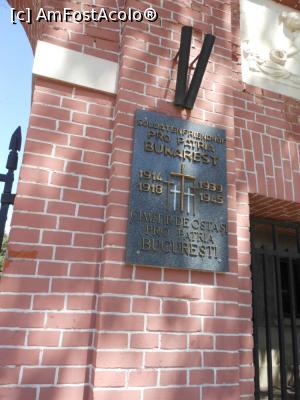 [c] AmFostAcolo®
SOLDATENFRIEDHOF
PRO PATRIA
BUKAREST
1914 1939
1918 1945
CIMITIR DE OSTAȘI
PRO PATRIA
BUCUREȘTI